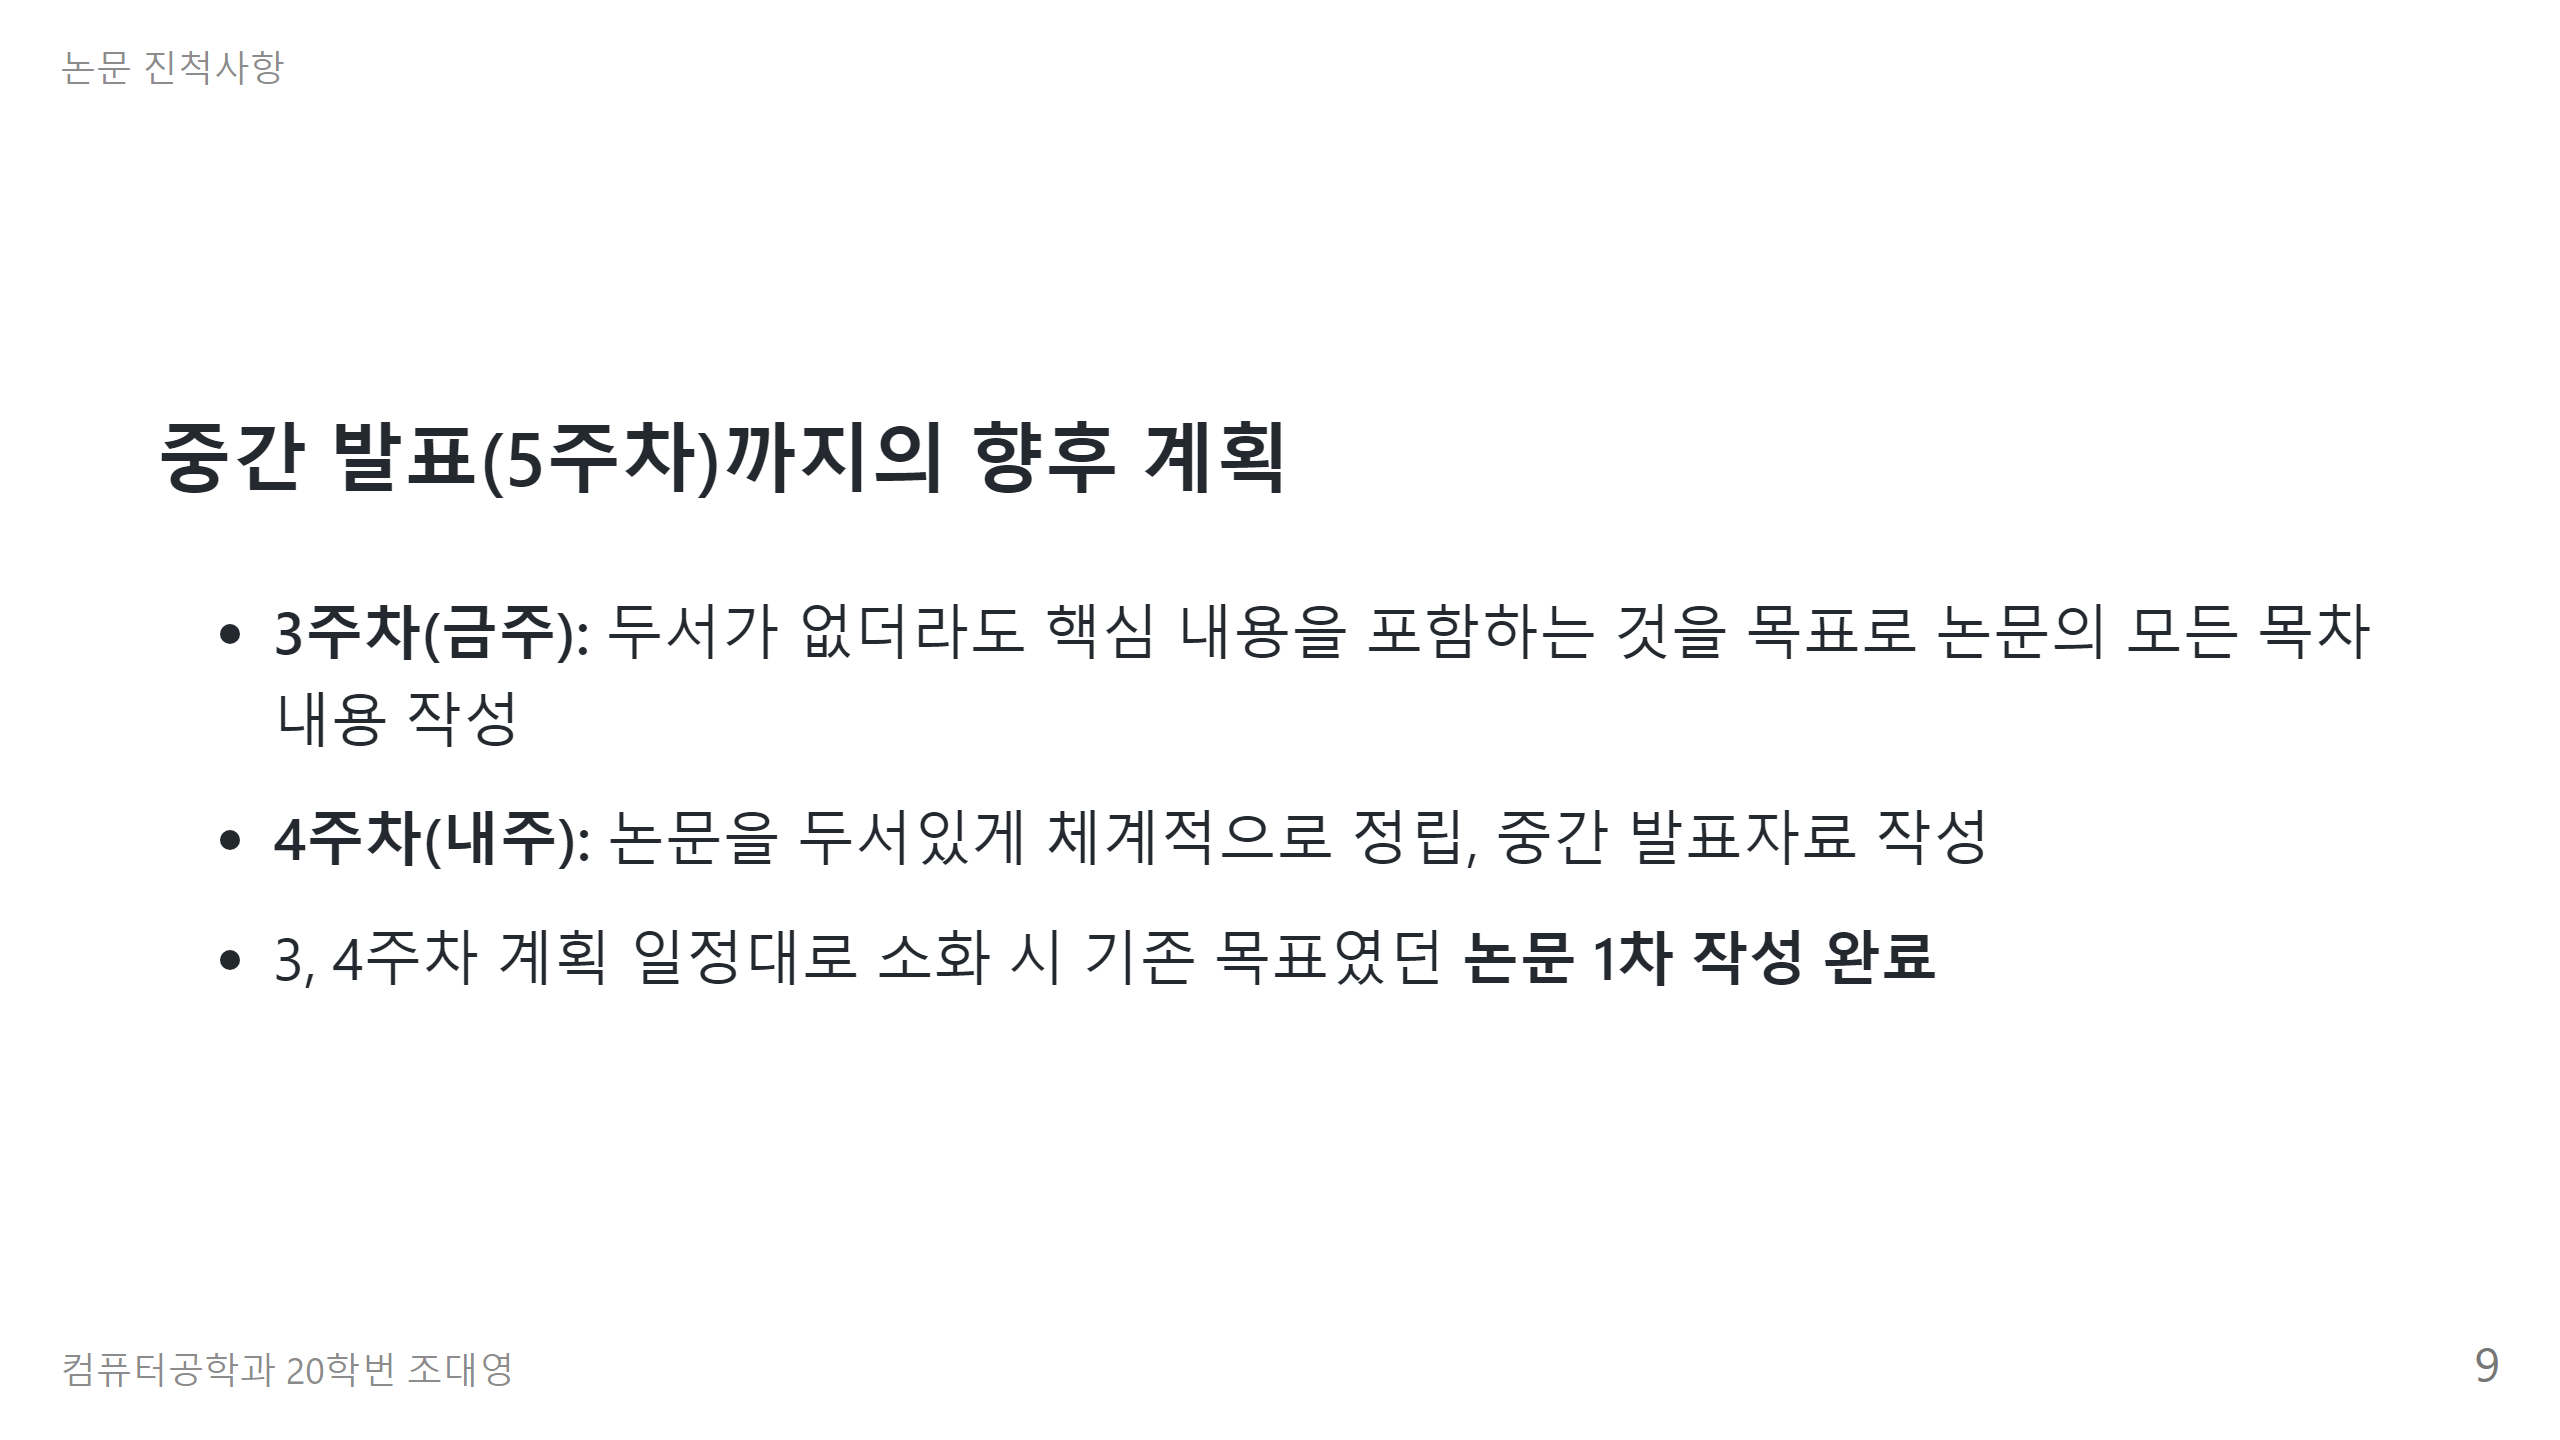 논문 진척사항
중간 발표(5주차)까지의 향후 계획
• 3주차(금주): 두서가 없더라도 핵심 내용을 포함하는 것을 목표로 논문의 모든 목차
내용 작성
• 4주차(내주): 논문을 두서있게 체계적으로 정립, 중간 발표자료 작성
• 3, 4주차 계획 일정대로 소화 시 기존 목표였던 논문 1차 작성 완료
컴퓨터공학과 20학번 조대영
9